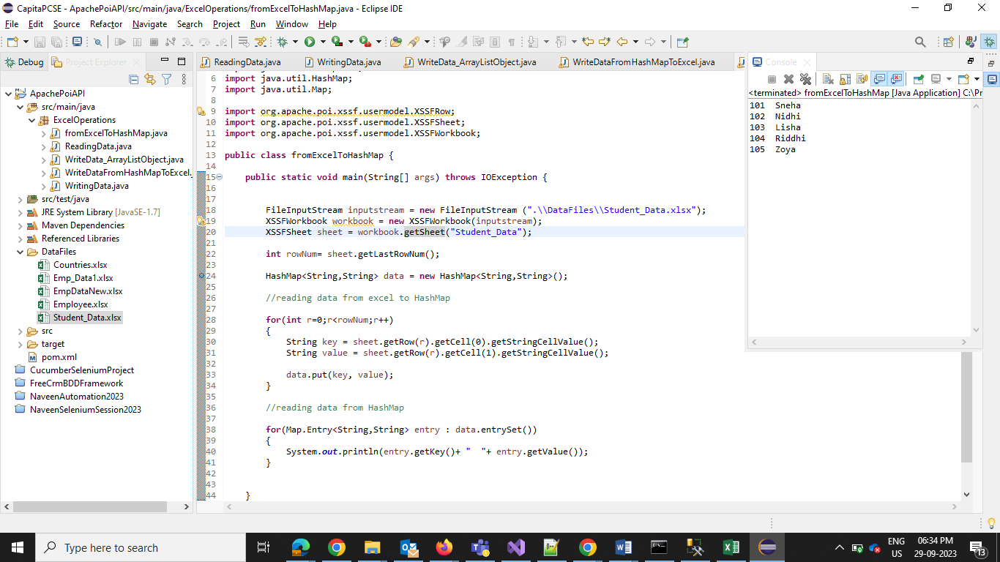 CapitaPCSE - ApachePoiAPI/src/main/java/ExcelOperations/fromExcelToHashMap.java - Eclipse IDE
File Edit Source Refactor Navigate Search Project Run Window Help
Debug Project Explorer
ApachePoiAPI
src/main/java
ExcelOperations
fromExcelToHashMap.java
ReadingData.java
WriteData_ArrayListObject.java
WriteDataFromHashMapToExcel.
WritingData.java
src/test/java
JRE System Library [JavaSE-1.7]
Maven Dependencies
Referenced Libraries
DataFiles
Countries.xlsx
Emp_Data1.xlsx
EmpDataNew.xlsx
Employee.xlsx
Student_Data.xlsx
src
target
pom.xml
CucumberSeleniumProject
FreeCrmBDDFramework
NaveenAutomation2023
NaveenSeleniumSession2023
ReadingData.java WritingData.java WriteData_ArrayListObject.java WriteDataFromHashMapToExcel.java
6 import java.util.HashMap;
7 import java.util.Map;
8
9 import org.apache.poi.xssf.usermodel.XSSFRow;
10 import org.apache.poi.xssf.usermodel.XSSFSheet;
11 import org.apache.poi.xssf.usermodel.XSSFWorkbook;
12
13 public class fromExcelToHashMap {
14
15 public static void main(String[] args) throws IOException {
16
17
18 FileInputStream inputstream = new FileInputStream (".\\DataFiles\\Student_Data.xlsx");
19 XSSFWorkbook workbook = new XSSFWorkbook(inputstream);
20 XSSFSheet sheet = workbook.getSheet("Student_Data");
21
22 int rowNum= sheet.getLastRowNum();
23
24 HashMap<String,String> data = new HashMap<String,String>();
25
26 //reading data from excel to HashMap
27
28 for(int r=0;r<rowNum;r++)
29 {
30 String key = sheet.getRow(r).getCell(0).getStringCellValue();
31 String value = sheet.getRow(r).getCell(1).getStringCellValue();
32
33 data.put(key, value);
34 }
35
36 //reading data from HashMap
37
38 for(Map.Entry<String,String> entry : data.entrySet())
39 {
40 System.out.println(entry.getKey()+ "  "+ entry.getValue());
41 }
42
43
44 }
Console
<terminated> fromExcelToHashMap [Java Application] C:\Pr
101 Sneha
102 Nidhi
103 Lisha
104 Riddhi
105 Zoya
Type here to search
ENG
US
06:34 PM
29-09-2023
13